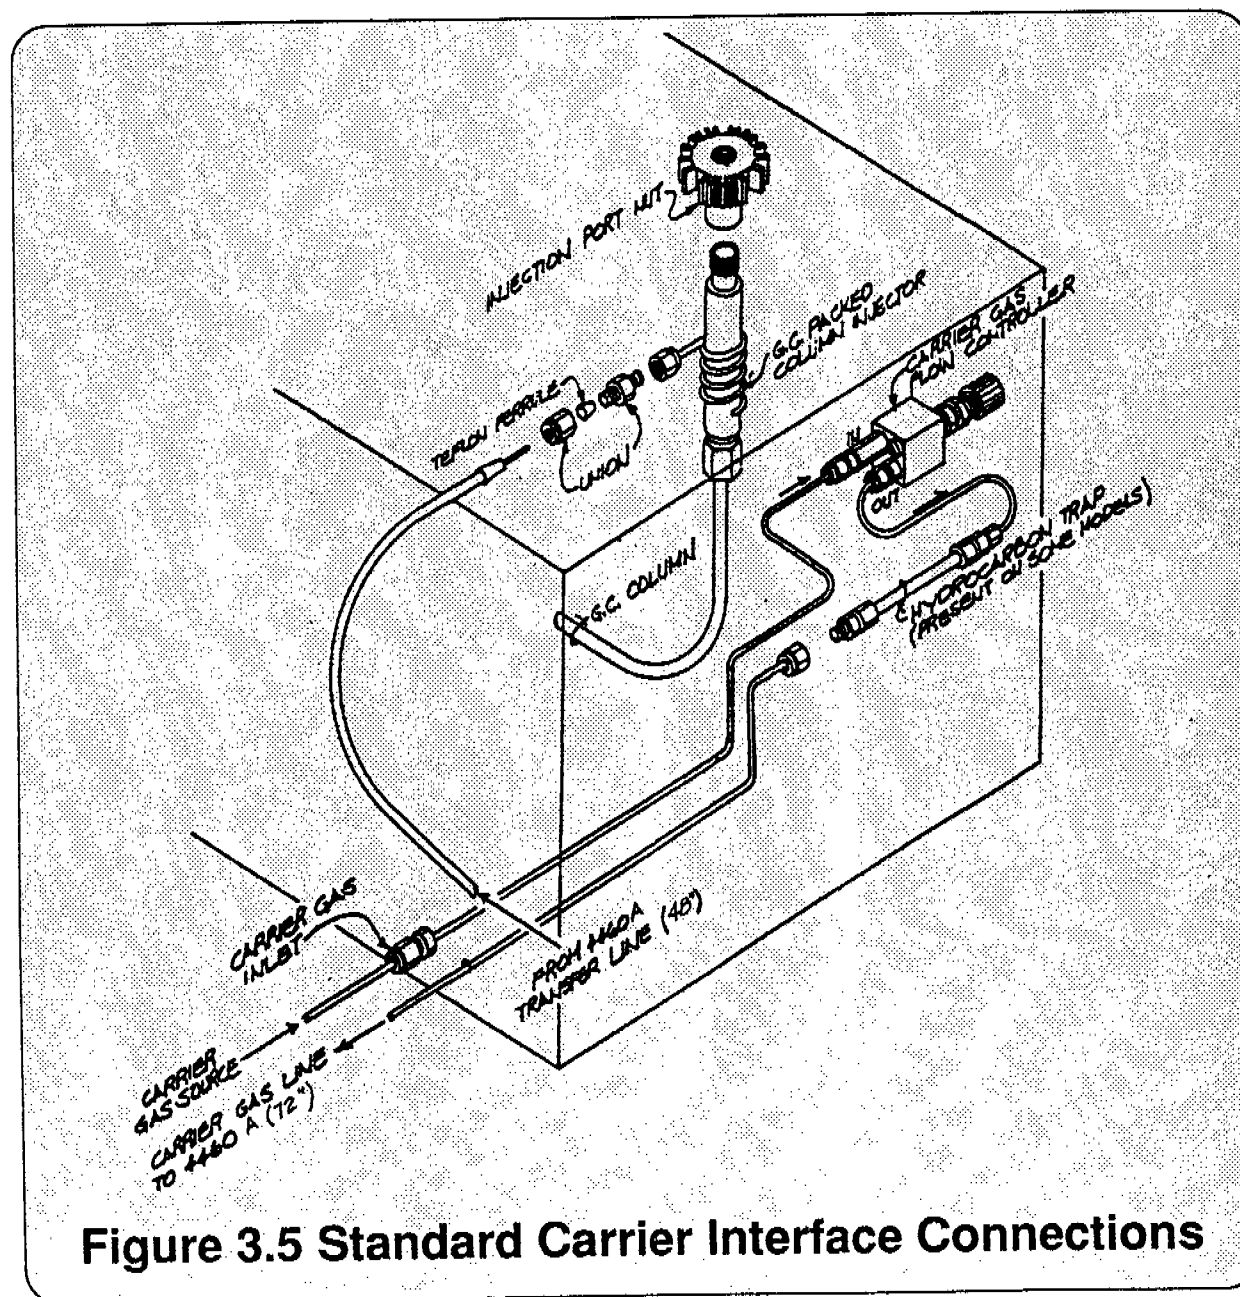 INJECTION PORT NUT
G.C. PACKED
COLUMN INJECTOR
CARRIER GAS
FLOW CONTROLLER
TEFLON FERRULE
UNION
IN
OUT
G.C. COLUMN
HYDROCARBON TRAP
(PRESENT ON SOME MODELS)
CARRIER GAS
INLET
FROM 4460A
TRANSFER LINE (48")
CARRIER
GAS SOURCE
CARRIER GAS LINE
TO 4460 A (72")
Figure 3.5 Standard Carrier Interface Connections